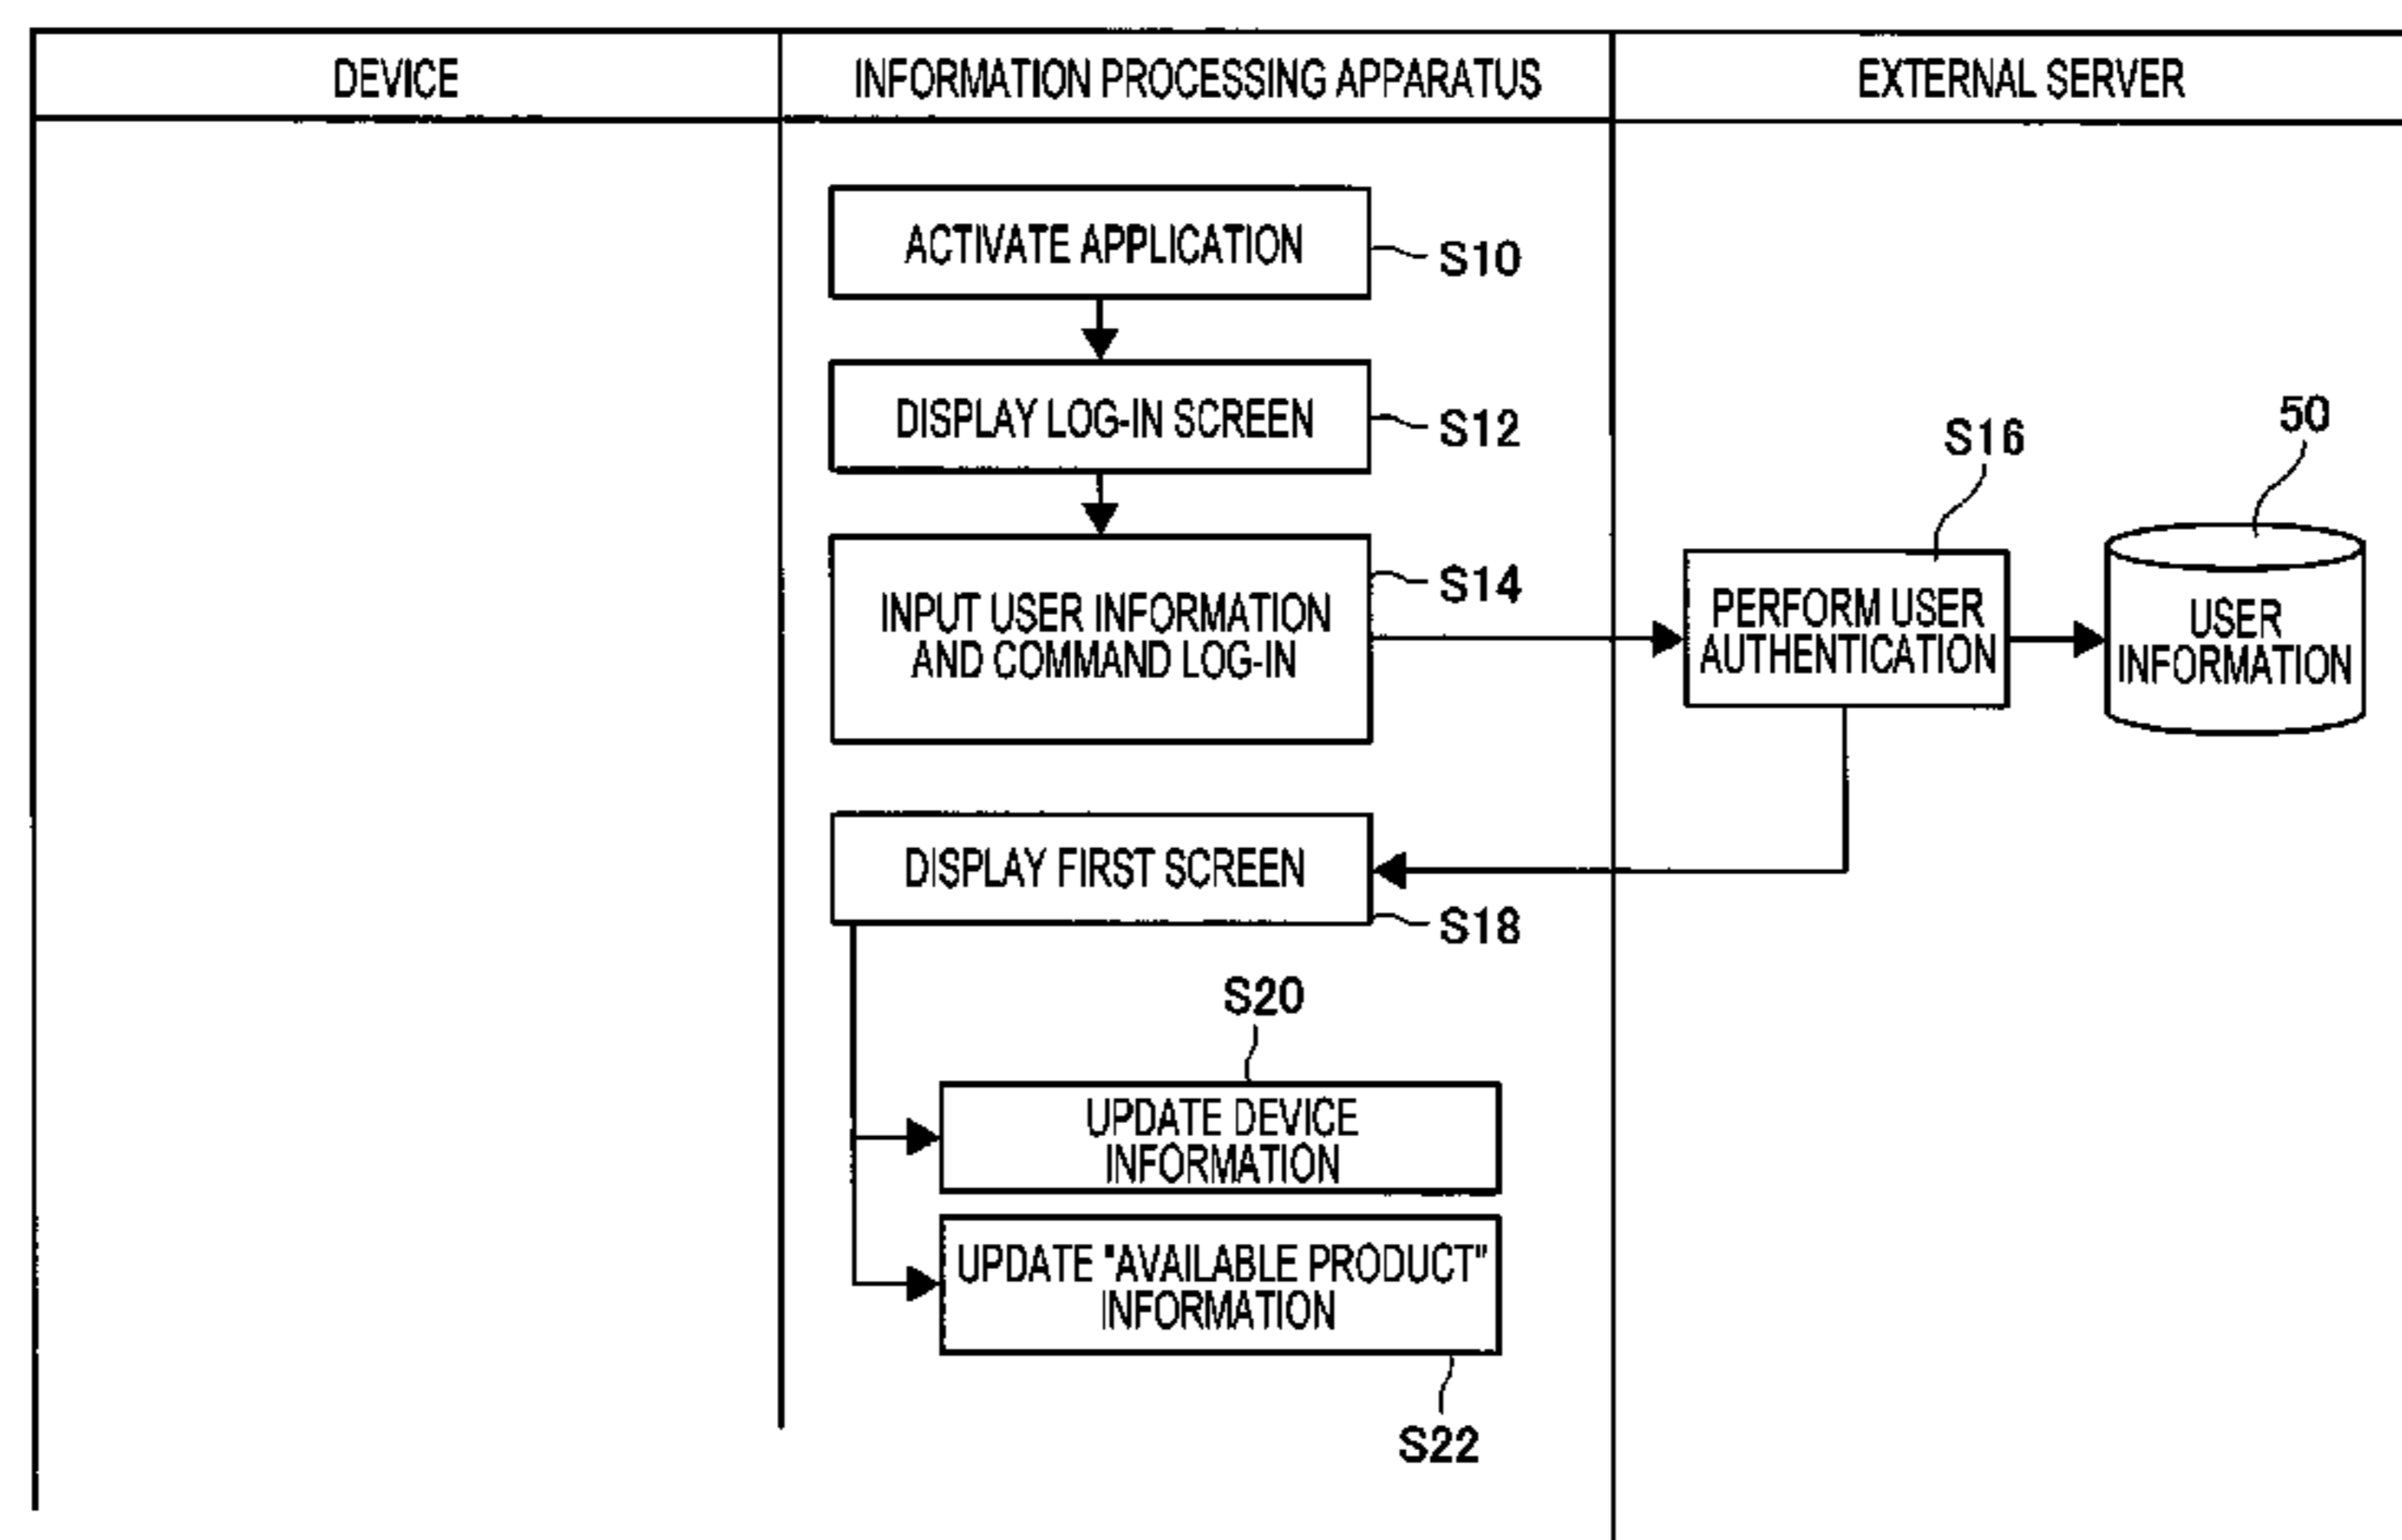 DEVICE
INFORMATION PROCESSING APPARATUS
EXTERNAL SERVER
ACTIVATE APPLICATION
S10
DISPLAY LOG-IN SCREEN
S12
INPUT USER INFORMATION
AND COMMAND LOG-IN
S14
S16
PERFORM USER
AUTHENTICATION
50
USER
INFORMATION
DISPLAY FIRST SCREEN
S18
S20
UPDATE DEVICE
INFORMATION
UPDATE "AVAILABLE PRODUCT"
INFORMATION
S22